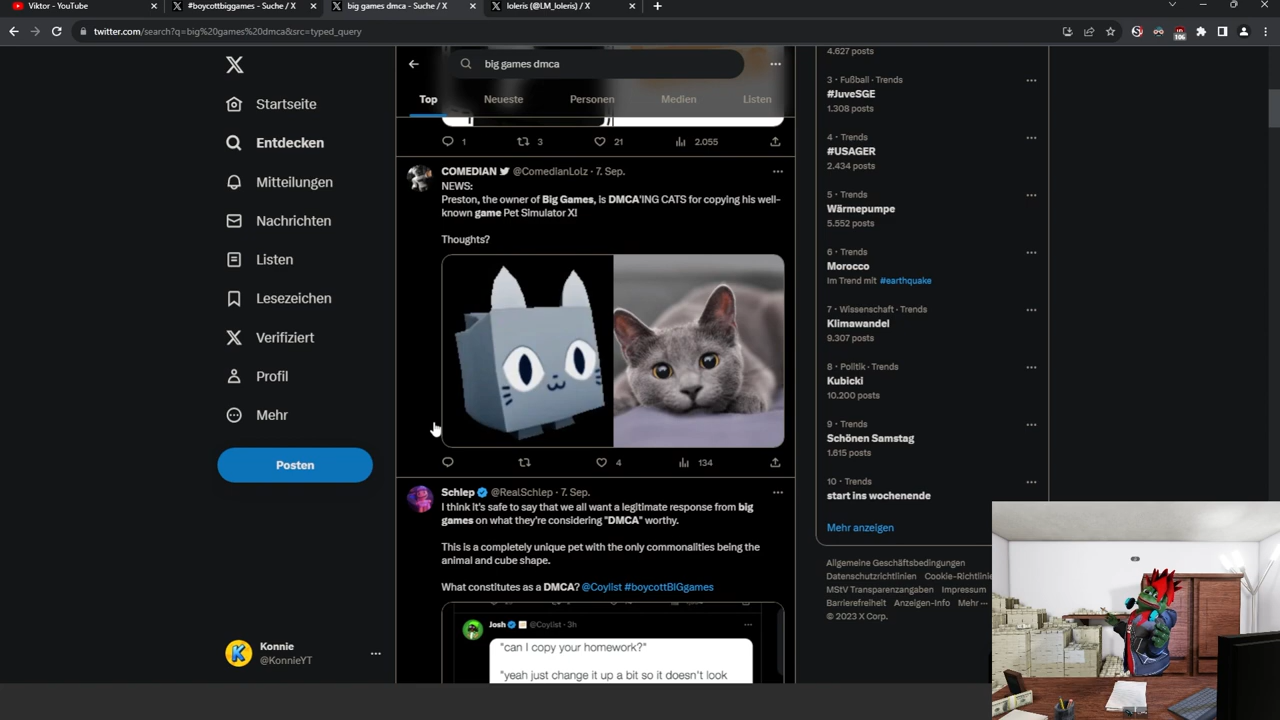 Viktor - YouTube
#boycottbiggames - Suche / X
big games dmca - Suche / X
loleris (@LM_loleris) / X
twitter.com/search?q=big%20games%20dmca&src=typed_query
106
big games dmca
Top
Neueste
Personen
Medien
Listen
Startseite
Entdecken
Mitteilungen
Nachrichten
Listen
Lesezeichen
Verifiziert
Profil
Mehr
Posten
Konnie
@KonnieYT
1
3
21
2.055
COMEDIAN @ComedianLolz · 7. Sep.
NEWS:
Preston, the owner of Big Games, is DMCA'ING CATS for copying his well-
known game Pet Simulator X!
Thoughts?
4
134
Schlep @RealSchlep · 7. Sep.
I think it's safe to say that we all want a legitimate response from big
games on what they're considering "DMCA" worthy.
This is a completely unique pet with the only commonalities being the
animal and cube shape.
What constitutes as a DMCA? @Coylist #boycottBIGgames
Josh @Coylist · 3h
"can I copy your homework?"
"yeah just change it up a bit so it doesn't look
4.627 posts
3 · Fußball · Trends
#JuveSGE
1.308 posts
4 · Trends
#USAGER
2.434 posts
5 · Trends
Wärmepumpe
5.552 posts
6 · Trends
Morocco
Im Trend mit #earthquake
7 · Wissenschaft · Trends
Klimawandel
9.307 posts
8 · Politik · Trends
Kubicki
10.200 posts
9 · Trends
Schönen Samstag
1.615 posts
10 · Trends
start ins wochenende
Mehr anzeigen
Allgemeine Geschäftsbedingungen
Datenschutzrichtlinien Cookie-Richtlinie
MStV Transparenzangaben Impressum
Barrierefreiheit Anzeigen-Info Mehr ···
© 2023 X Corp.